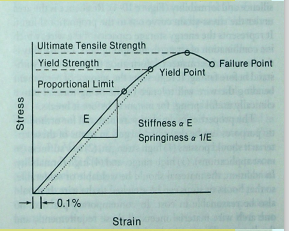 Ultimate Tensile Strength
Yield Strength
Yield Point
Failure Point
Proportional Limit
E
Stiffness α E
Springiness α 1/E
Stress
0.1%
Strain